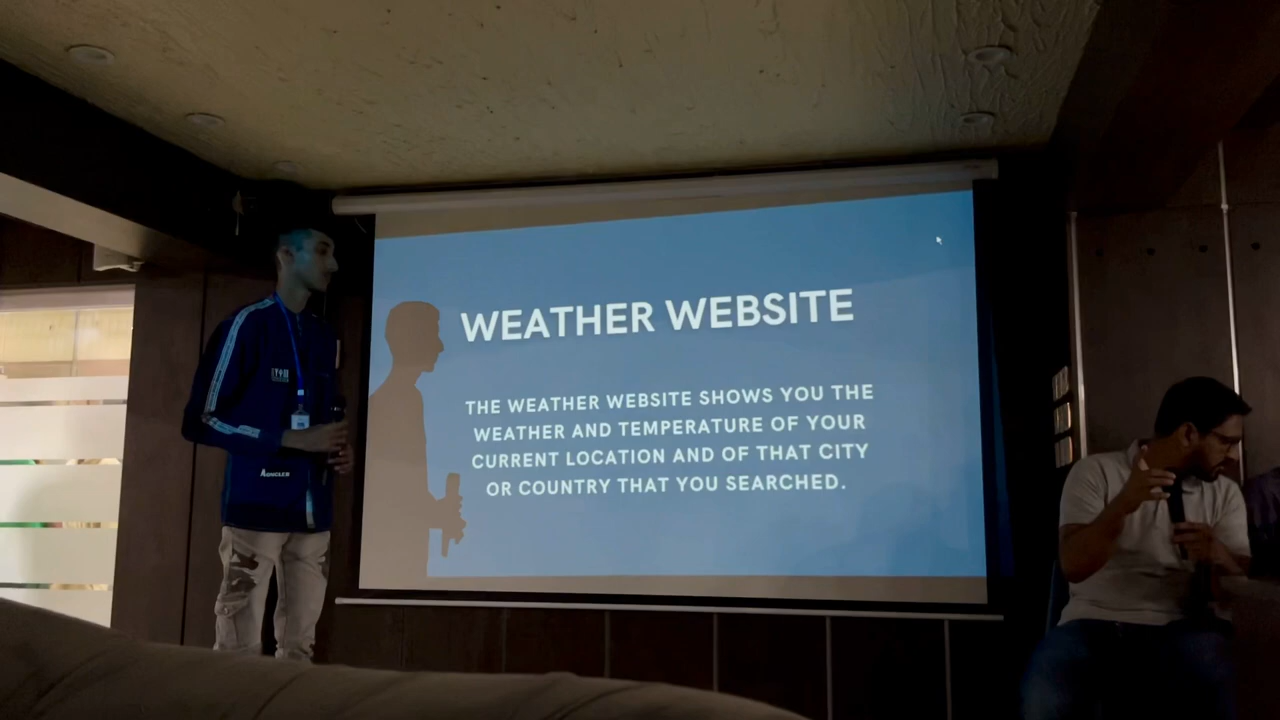 WEATHER WEBSITE
THE WEATHER WEBSITE SHOWS YOU THE
WEATHER AND TEMPERATURE OF YOUR
CURRENT LOCATION AND OF THAT CITY
OR COUNTRY THAT YOU SEARCHED.
MONCLER